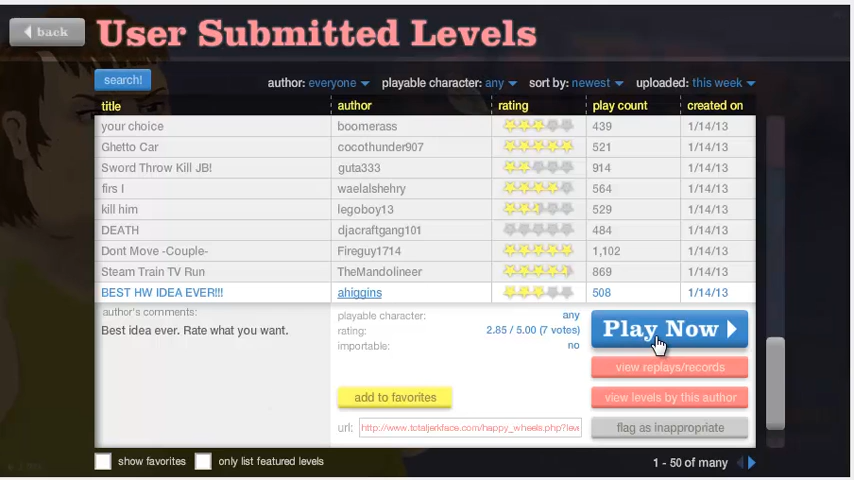 back
User Submitted Levels
search!
author: everyone playable character: any sort by: newest uploaded: this week
title author rating play count created on
your choice boomerass 439 1/14/13
Ghetto Car cocothunder907 521 1/14/13
Sword Throw Kill JB! guta333 914 1/14/13
firs I waelalshehry 564 1/14/13
kill him legoboy13 529 1/14/13
DEATH djacraftgang101 484 1/14/13
Dont Move -Couple- Fireguy1714 1,102 1/14/13
Steam Train TV Run TheMandolineer 869 1/14/13
BEST HW IDEA EVER!!! ahiggins 508 1/14/13
author's comments:
Best idea ever. Rate what you want.
playable character: any
rating: 2.85 / 5.00 (7 votes)
importable: no
Play Now
view replays/records
add to favorites
view levels by this author
url: http://www.totaljerkface.com/happy_wheels.php?leve
flag as inappropriate
show favorites only list featured levels 1 - 50 of many